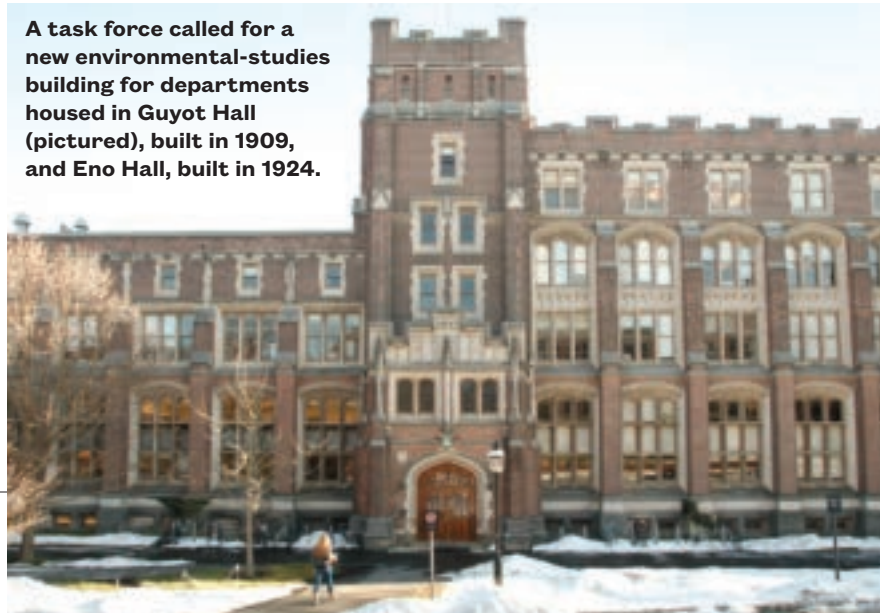 A task force called for a
new environmental-studies
building for departments
housed in Guyot Hall
(pictured), built in 1909,
and Eno Hall, built in 1924.